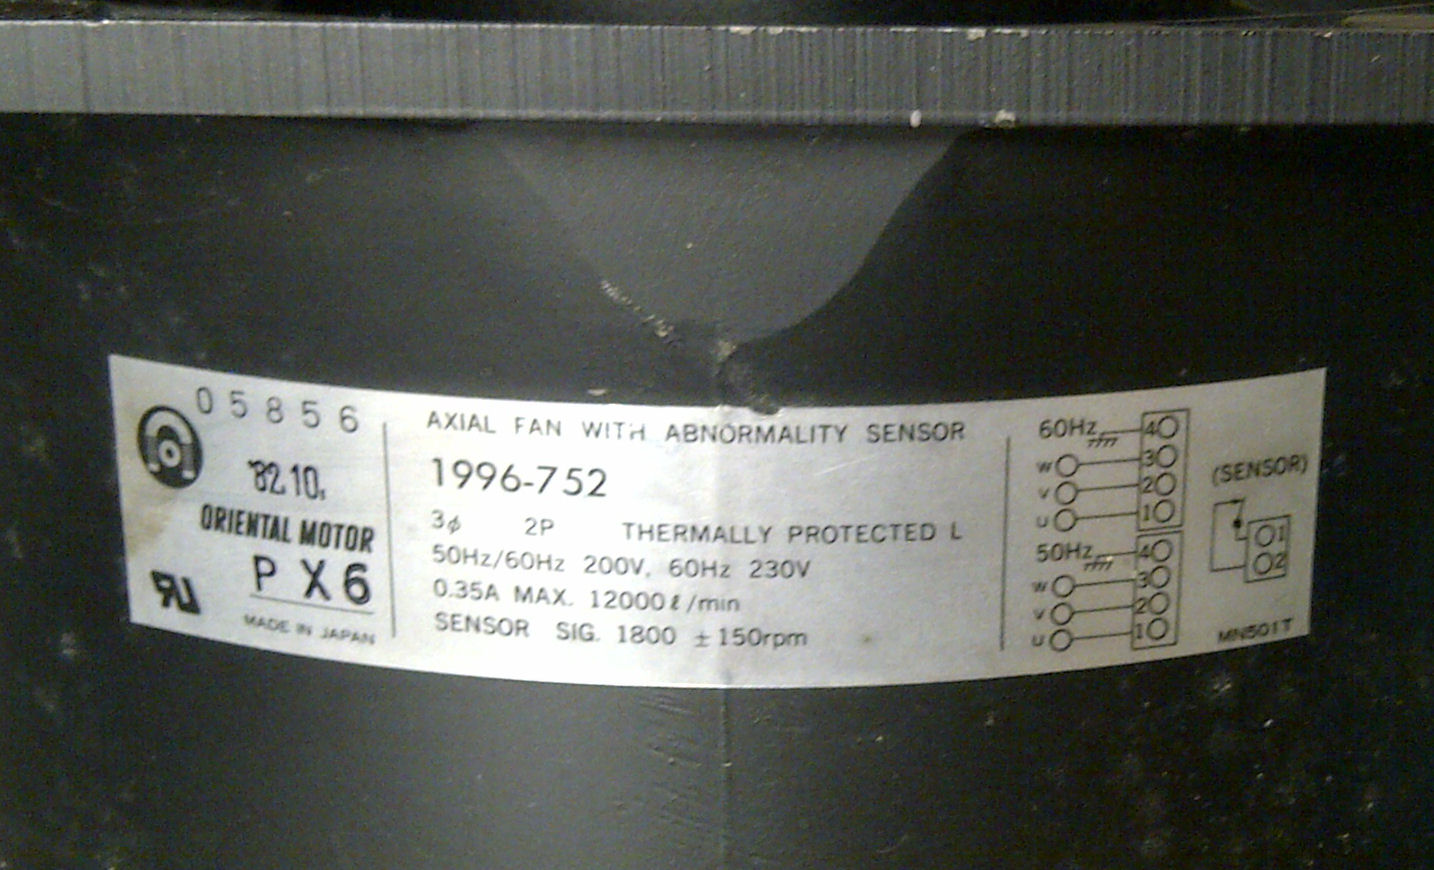 05856
'82.10.
ORIENTAL MOTOR
PX6
MADE IN JAPAN
AXIAL FAN WITH ABNORMALITY SENSOR
1996-752
3φ 2P THERMALLY PROTECTED L
50Hz/60Hz 200V, 60Hz 230V
0.35A MAX. 12000ℓ/min
SENSOR SIG. 1800 ±150rpm
60Hz 4
W 3
V 2
U 1
50Hz 4
W 3
V 2
U 1
(SENSOR)
1
2
MN501T